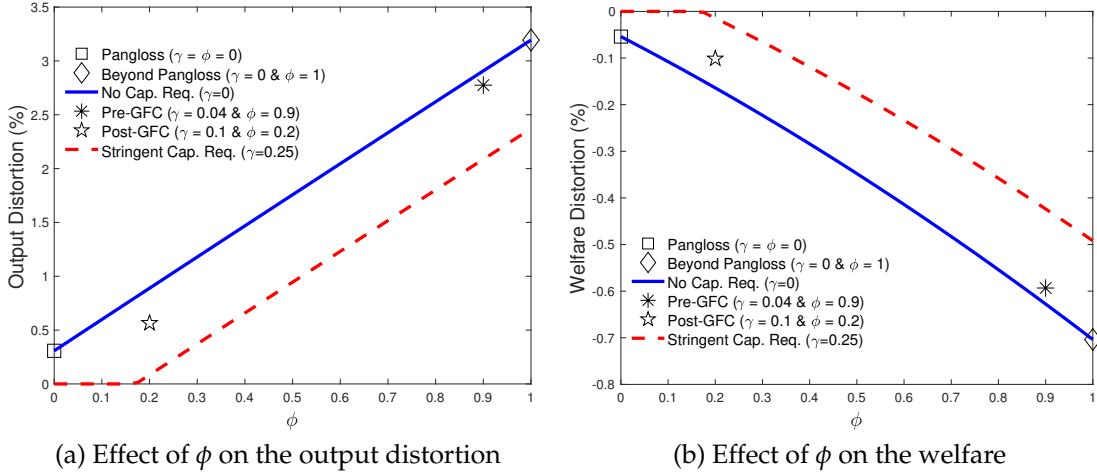 3.5
3
2.5
2
1.5
1
0.5
0
Output Distortion (%)
Pangloss (γ = ϕ = 0)
Beyond Pangloss (γ = 0 & ϕ = 1)
No Cap. Req. (γ=0)
Pre-GFC (γ = 0.04 & ϕ = 0.9)
Post-GFC (γ = 0.1 & ϕ = 0.2)
Stringent Cap. Req. (γ=0.25)
0 0.1 0.2 0.3 0.4 0.5 0.6 0.7 0.8 0.9 1
ϕ
(a) Effect of ϕ on the output distortion
0
-0.1
-0.2
-0.3
-0.4
-0.5
-0.6
-0.7
-0.8
Welfare Distortion (%)
Pangloss (γ = ϕ = 0)
Beyond Pangloss (γ = 0 & ϕ = 1)
No Cap. Req. (γ=0)
Pre-GFC (γ = 0.04 & ϕ = 0.9)
Post-GFC (γ = 0.1 & ϕ = 0.2)
Stringent Cap. Req. (γ=0.25)
0 0.1 0.2 0.3 0.4 0.5 0.6 0.7 0.8 0.9 1
ϕ
(b) Effect of ϕ on the welfare